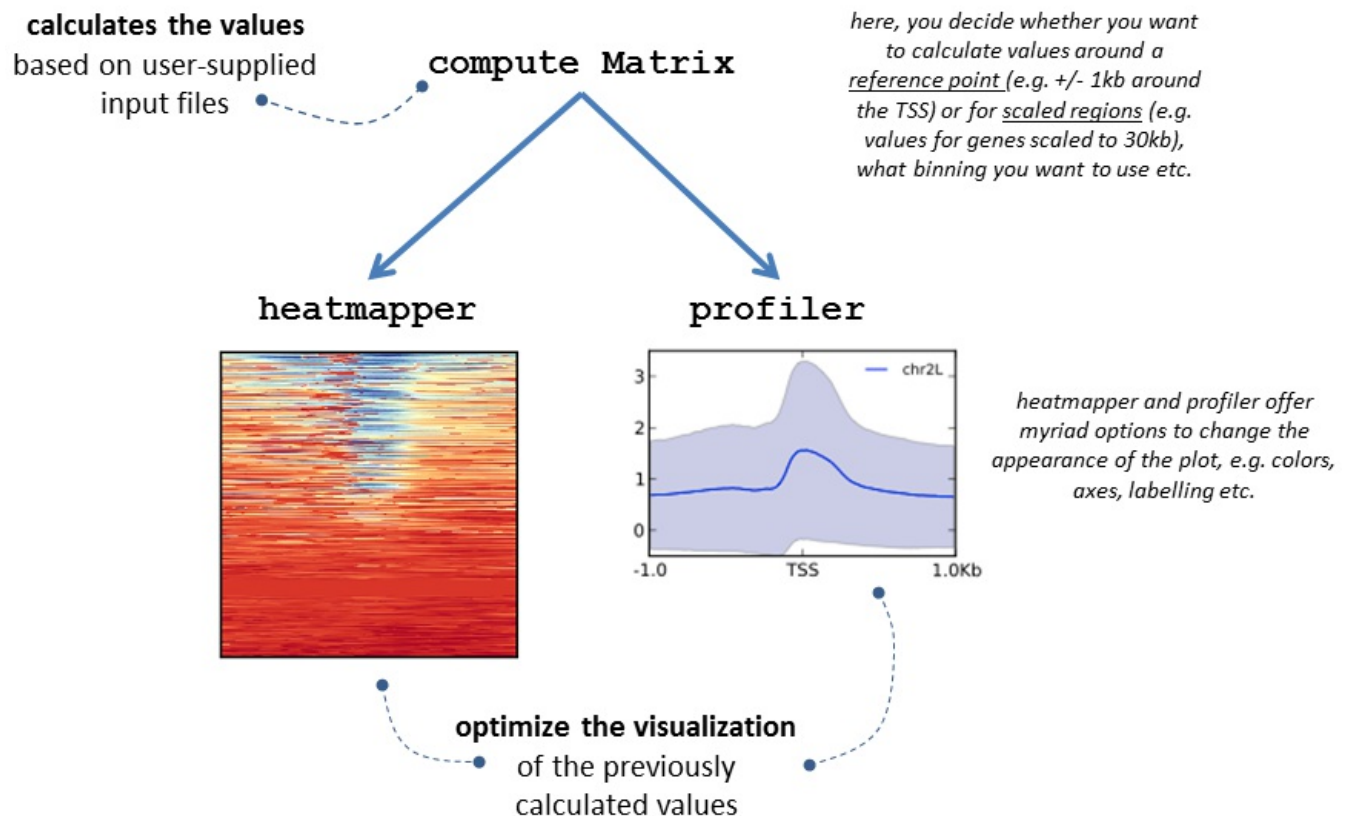 calculates the values
based on user-supplied
input files
compute Matrix
here, you decide whether you want
to calculate values around a
reference point (e.g. +/- 1kb around
the TSS) or for scaled regions (e.g.
values for genes scaled to 30kb),
what binning you want to use etc.
heatmapper
profiler
chr2L
3
2
1
0
-1.0
TSS
1.0Kb
heatmapper and profiler offer
myriad options to change the
appearance of the plot, e.g. colors,
axes, labelling etc.
optimize the visualization
of the previously
calculated values